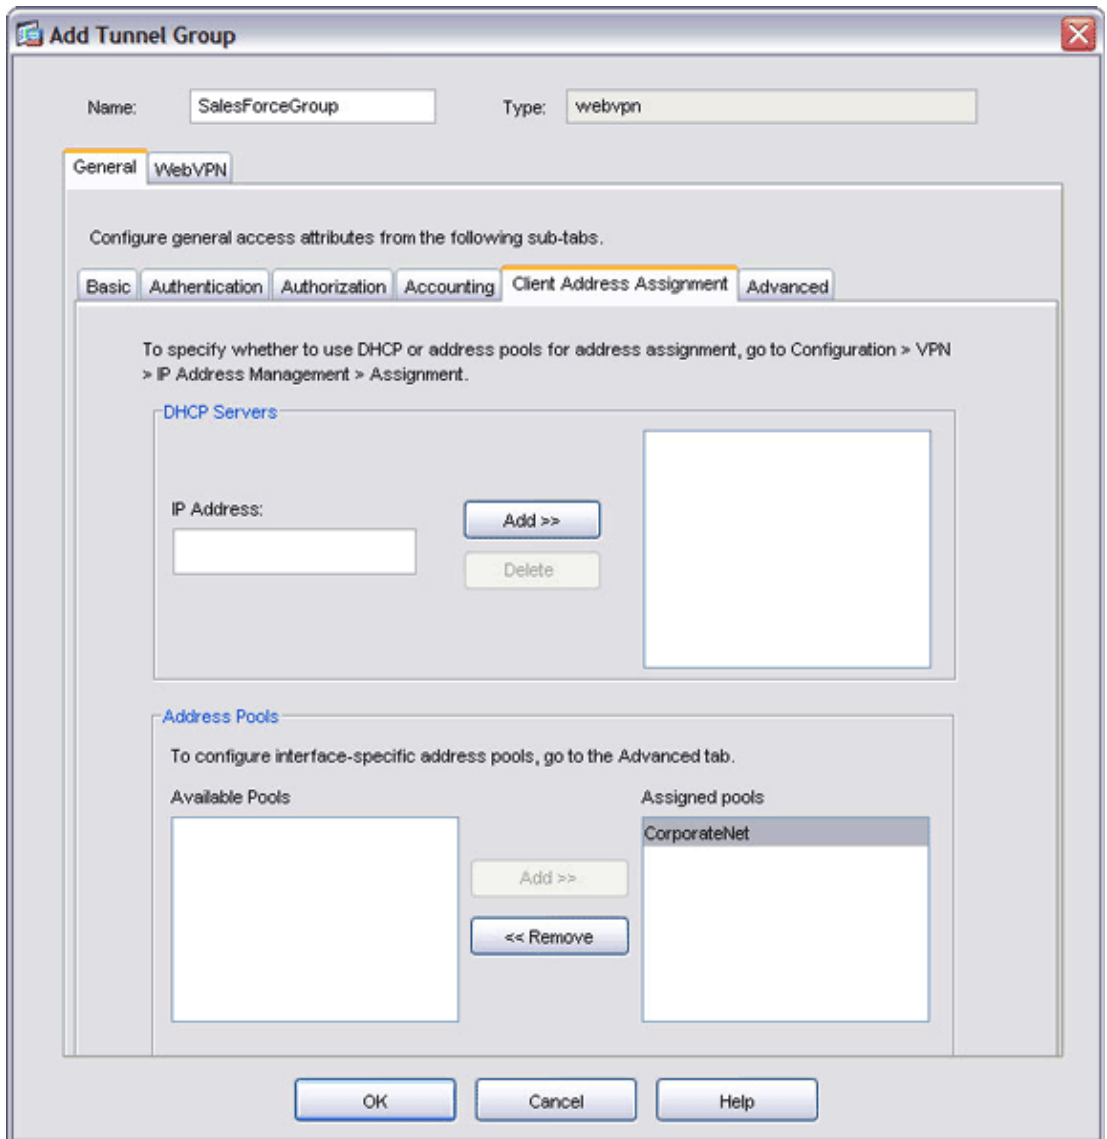 Add Tunnel Group
Name: SalesForceGroup Type: webvpn
General WebVPN
Configure general access attributes from the following sub-tabs.
Basic Authentication Authorization Accounting Client Address Assignment Advanced
To specify whether to use DHCP or address pools for address assignment, go to Configuration > VPN
> IP Address Management > Assignment.
DHCP Servers
IP Address:
Add >>
Delete
Address Pools
To configure interface-specific address pools, go to the Advanced tab.
Available Pools Assigned pools
CorporateNet
Add >>
<< Remove
OK Cancel Help